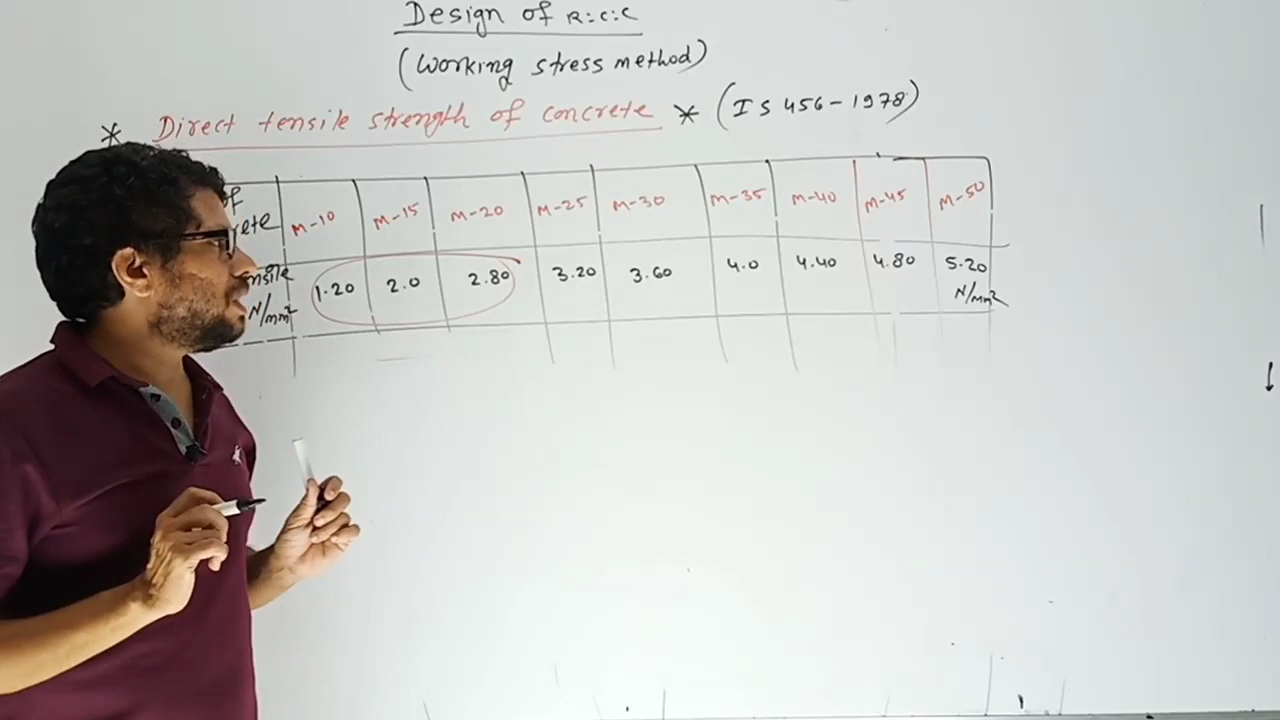 Design of R:C:C
(Working stress method)
* Direct tensile strength of concrete * (IS 456-1978)
of M-10 M-15 M-20 M-25 M-30 M-35 M-40 M-45 M-50
1.20 2.0 2.80 3.20 3.60 4.0 4.40 4.80 5.20
N/mm² N/mm²